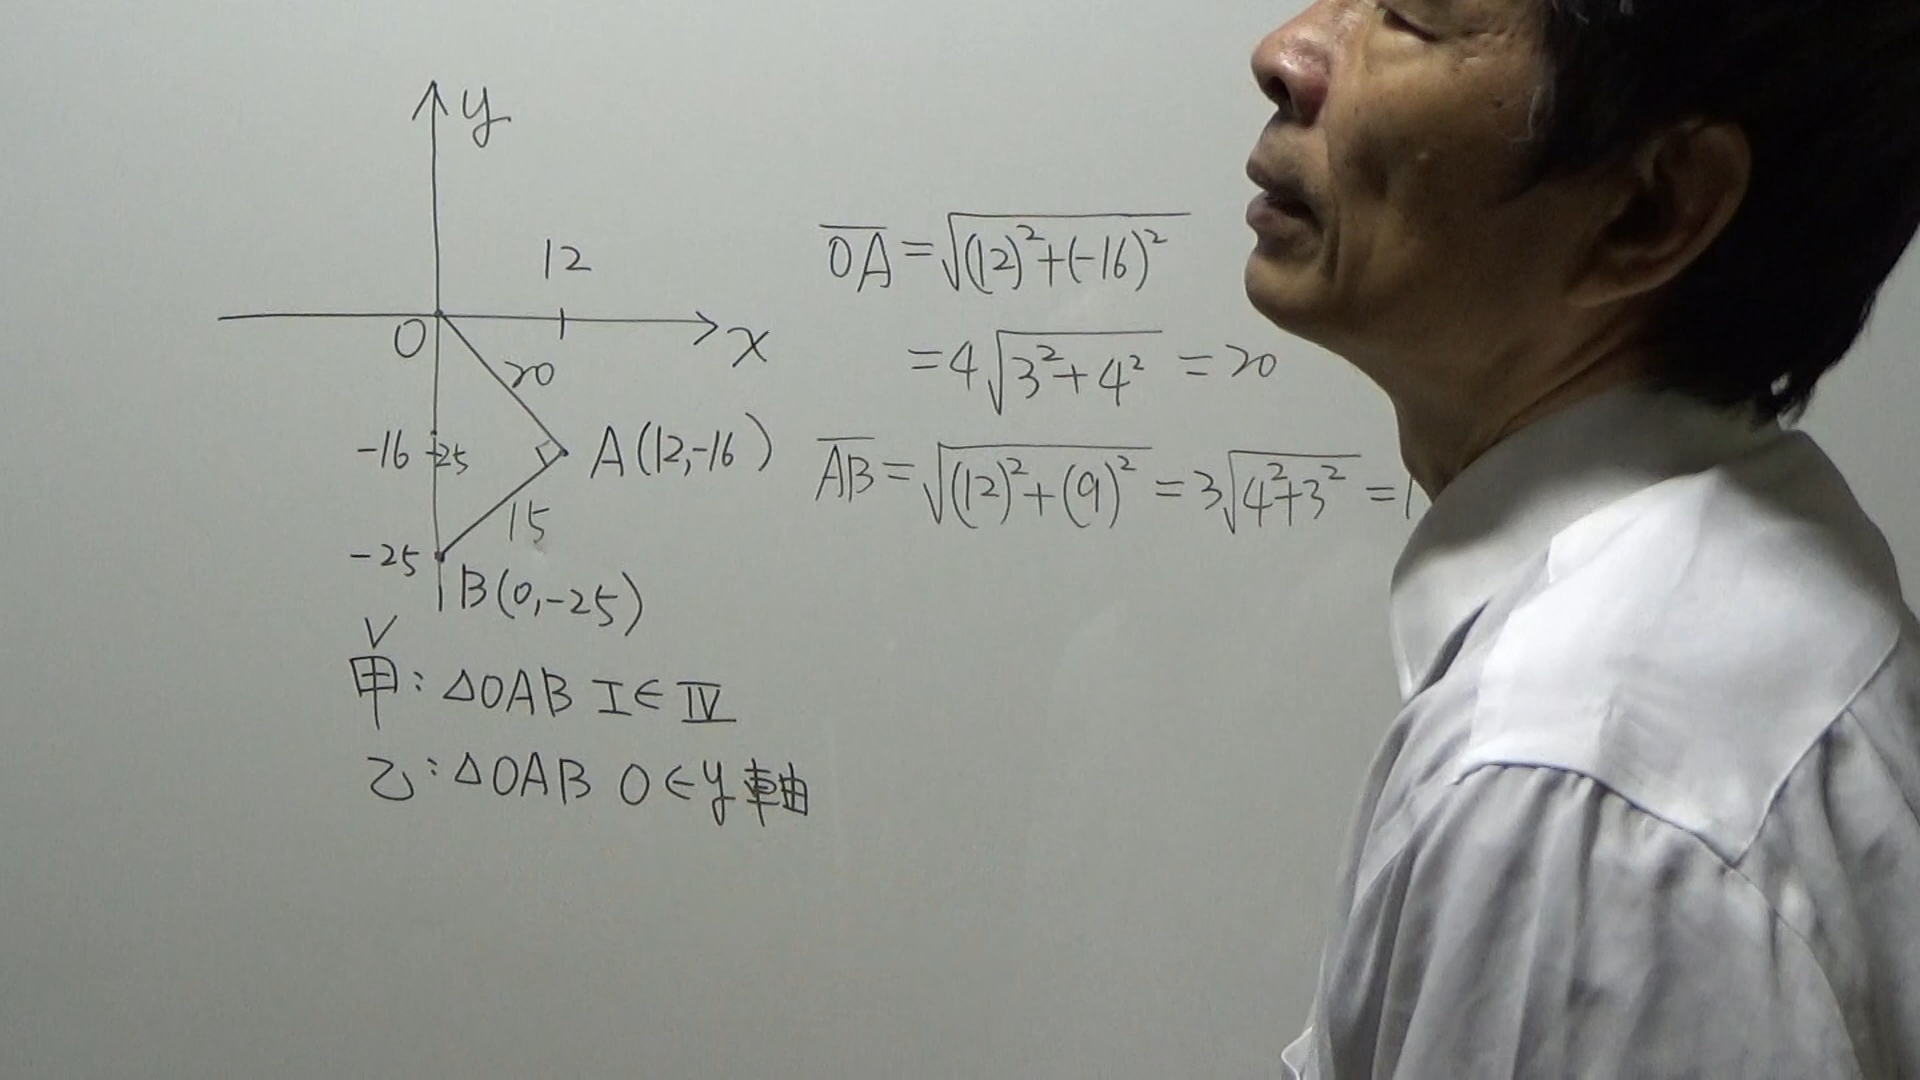 y
12
O
x
20
-16
25
A(12,-16)
15
-25
B(0,-25)
V
甲:△OAB I∈Ⅳ
乙:△OAB O∈y軸
OA=√(12)²+(-16)²
=4√3²+4² =20
AB=√(12)²+(9)² =3√4²+3² =1